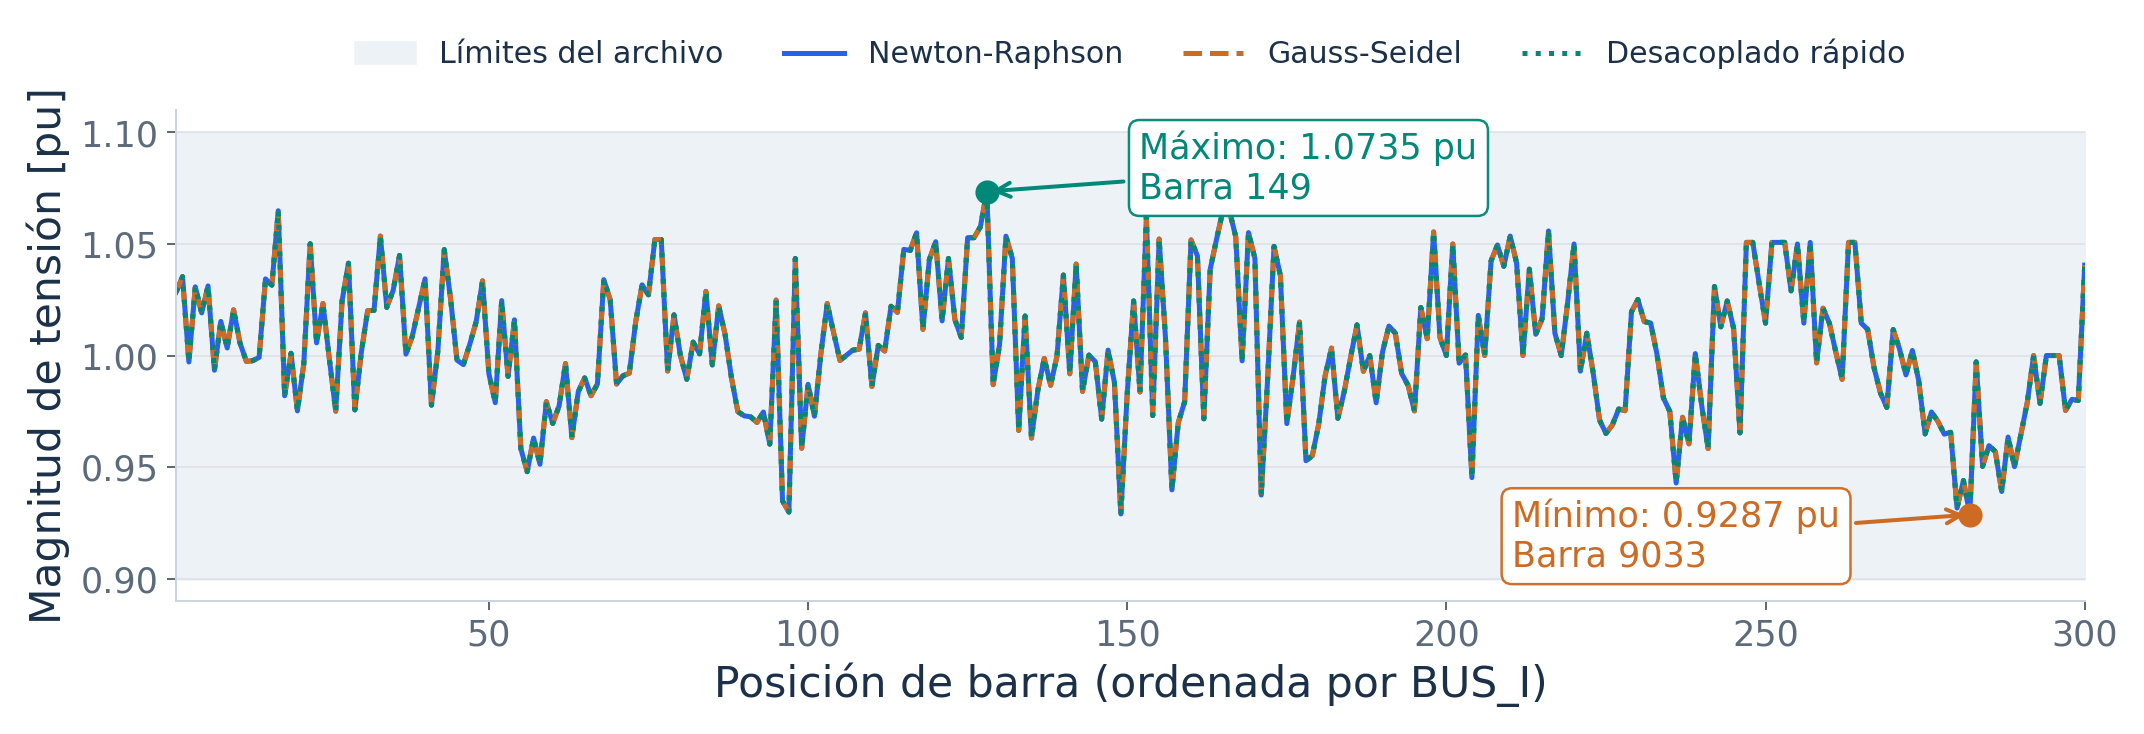 Límites del archivo
Newton-Raphson
Gauss-Seidel
Desacoplado rápido
Magnitud de tensión [pu]
1.10
1.05
1.00
0.95
0.90
Máximo: 1.0735 pu
Barra 149
Mínimo: 0.9287 pu
Barra 9033
50
100
150
200
250
300
Posición de barra (ordenada por BUS_I)